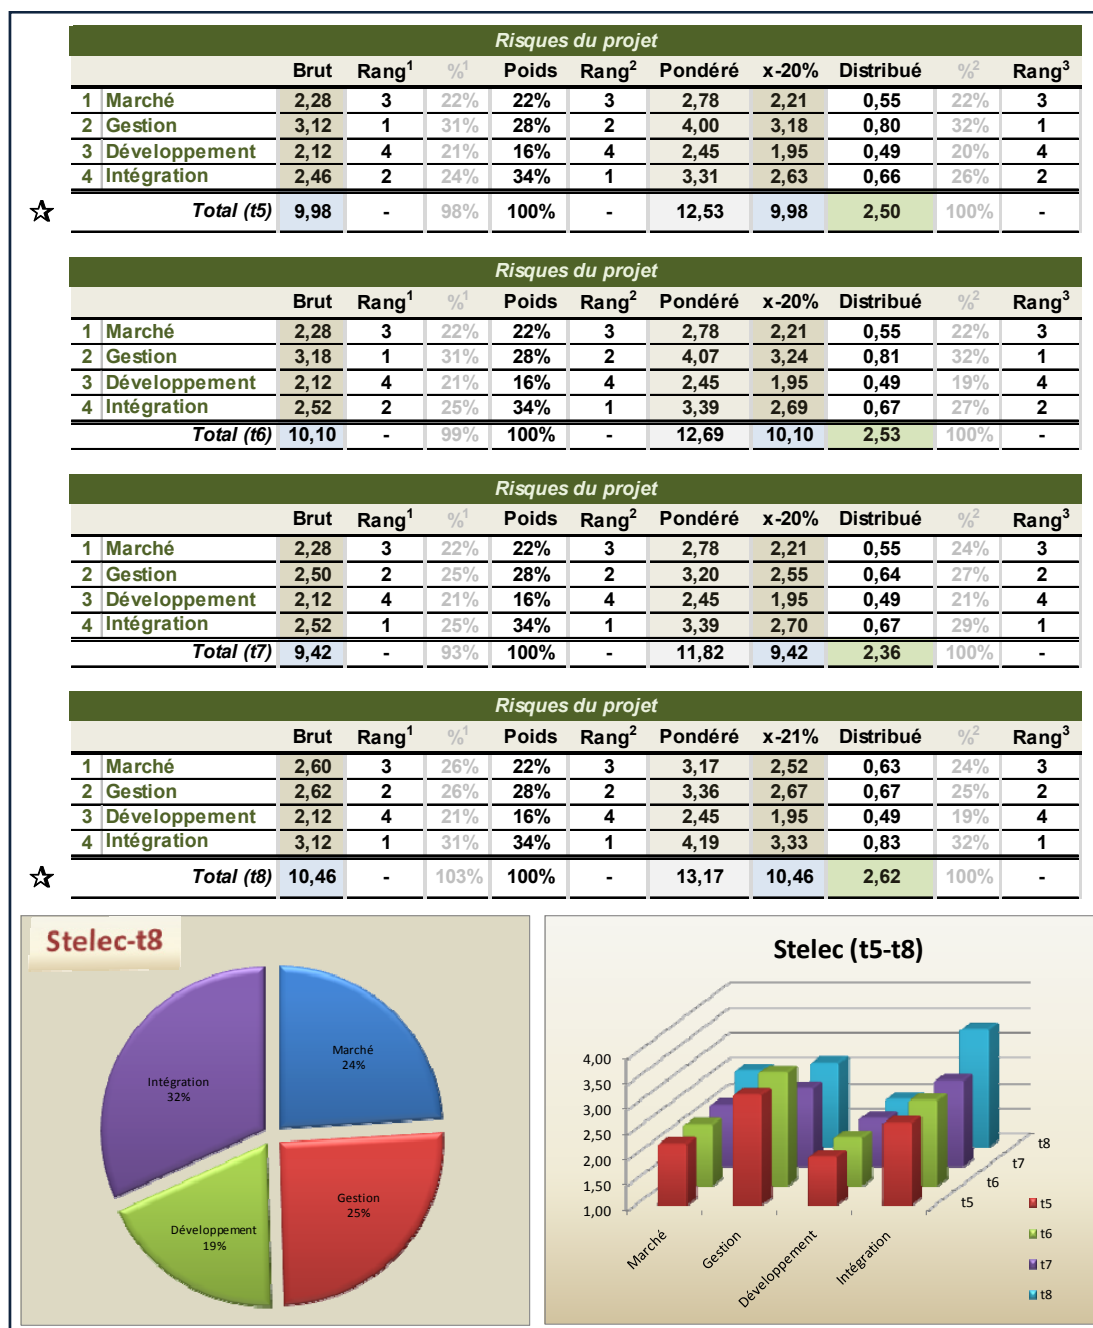 Risques du projet
Brut Rang¹ %¹ Poids Rang² Pondéré x-20% Distribué %² Rang³
1 Marché 2,28 3 22% 22% 3 2,78 2,21 0,55 22% 3
2 Gestion 3,12 1 31% 28% 2 4,00 3,18 0,80 32% 1
3 Développement 2,12 4 21% 16% 4 2,45 1,95 0,49 20% 4
4 Intégration 2,46 2 24% 34% 1 3,31 2,63 0,66 26% 2
Total (t5) 9,98 - 98% 100% - 12,53 9,98 2,50 100% -
Risques du projet
Brut Rang¹ %¹ Poids Rang² Pondéré x-20% Distribué %² Rang³
1 Marché 2,28 3 22% 22% 3 2,78 2,21 0,55 22% 3
2 Gestion 3,18 1 31% 28% 2 4,07 3,24 0,81 32% 1
3 Développement 2,12 4 21% 16% 4 2,45 1,95 0,49 19% 4
4 Intégration 2,52 2 25% 34% 1 3,39 2,69 0,67 27% 2
Total (t6) 10,10 - 99% 100% - 12,69 10,10 2,53 100% -
Risques du projet
Brut Rang¹ %¹ Poids Rang² Pondéré x-20% Distribué %² Rang³
1 Marché 2,28 3 22% 22% 3 2,78 2,21 0,55 24% 3
2 Gestion 2,50 2 25% 28% 2 3,20 2,55 0,64 27% 2
3 Développement 2,12 4 21% 16% 4 2,45 1,95 0,49 21% 4
4 Intégration 2,52 1 25% 34% 1 3,39 2,70 0,67 29% 1
Total (t7) 9,42 - 93% 100% - 11,82 9,42 2,36 100% -
Risques du projet
Brut Rang¹ %¹ Poids Rang² Pondéré x-21% Distribué %² Rang³
1 Marché 2,60 3 26% 22% 3 3,17 2,52 0,63 24% 3
2 Gestion 2,62 2 26% 28% 2 3,36 2,67 0,67 25% 2
3 Développement 2,12 4 21% 16% 4 2,45 1,95 0,49 19% 4
4 Intégration 3,12 1 31% 34% 1 4,19 3,33 0,83 32% 1
Total (t8) 10,46 - 103% 100% - 13,17 10,46 2,62 100% -
Stelec-t8
Marché
24%
Intégration
32%
Gestion
25%
Développement
19%
Stelec (t5-t8)
4,00
3,50
3,00
2,50
2,00
1,50
1,00
Marché
Gestion
Développement
Intégration
t5
t6
t7
t8
t5
t6
t7
t8